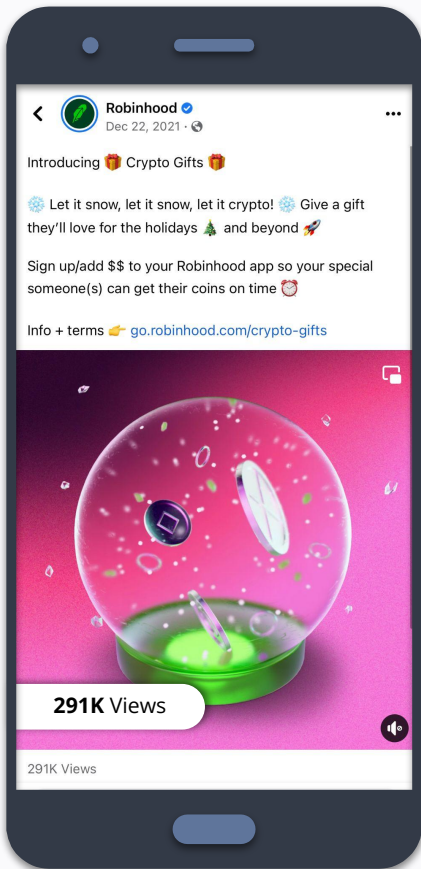 Robinhood
Dec 22, 2021 ·
Introducing 🎁 Crypto Gifts 🎁
❄️ Let it snow, let it snow, let it crypto! ❄️ Give a gift
they'll love for the holidays 🎄 and beyond 🚀
Sign up/add $$ to your Robinhood app so your special
someone(s) can get their coins on time ⏰
Info + terms 👉 go.robinhood.com/crypto-gifts
291K Views
291K Views